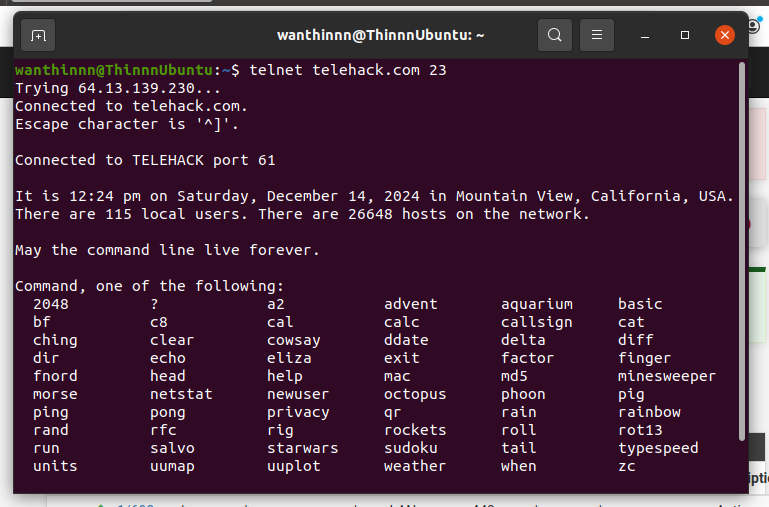 wanthinnn@ThinnnUbuntu: ~
wanthinnn@ThinnnUbuntu:~$ telnet telehack.com 23
Trying 64.13.139.230...
Connected to telehack.com.
Escape character is '^]'.
Connected to TELEHACK port 61
It is 12:24 pm on Saturday, December 14, 2024 in Mountain View, California, USA.
There are 115 local users. There are 26648 hosts on the network.
May the command line live forever.
Command, one of the following:
2048 ? a2 advent aquarium basic
bf c8 cal calc callsign cat
ching clear cowsay ddate delta diff
dir echo eliza exit factor finger
fnord head help mac md5 minesweeper
morse netstat newuser octopus phoon pig
ping pong privacy qr rain rainbow
rand rfc rig rockets roll rot13
run salvo starwars sudoku tail typespeed
units uumap uuplot weather when zc